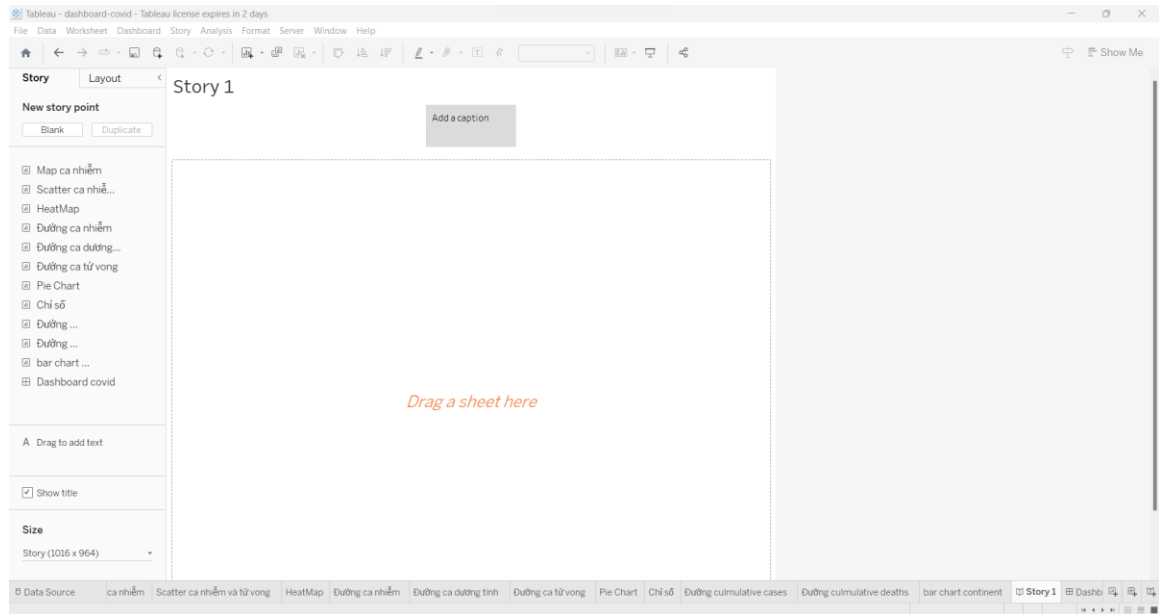 Tableau - dashboard-covid - Tableau license expires in 2 days
File Data Worksheet Dashboard Story Analysis Format Server Window Help
Show Me
Story Layout
New story point
Blank Duplicate
Map ca nhiễm
Scatter ca nhiễ...
HeatMap
Đường ca nhiễm
Đường ca dương...
Đường ca tử vong
Pie Chart
Chỉ số
Đường ...
Đường ...
bar chart ...
Dashboard covid
A Drag to add text
Show title
Size
Story (1016 x 964)
Story 1
Add a caption
Drag a sheet here
Data Source ca nhiễm Scatter ca nhiễm và tử vong HeatMap Đường ca nhiễm Đường ca dương tính Đường ca tử vong Pie Chart Chỉ số Đường culmulative cases Đường culmulative deaths bar chart continent Story 1 Dashb